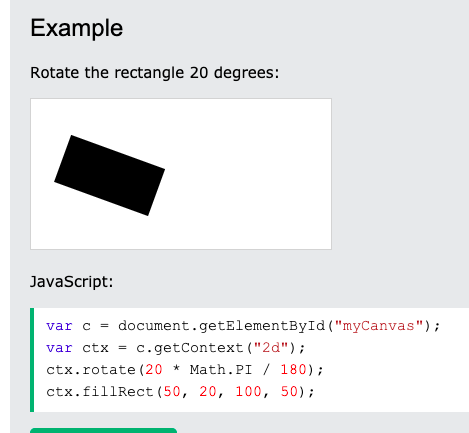 Example
Rotate the rectangle 20 degrees:
JavaScript:
var c = document.getElementById("myCanvas");
var ctx = c.getContext("2d");
ctx.rotate(20 * Math.PI / 180);
ctx.fillRect(50, 20, 100, 50);